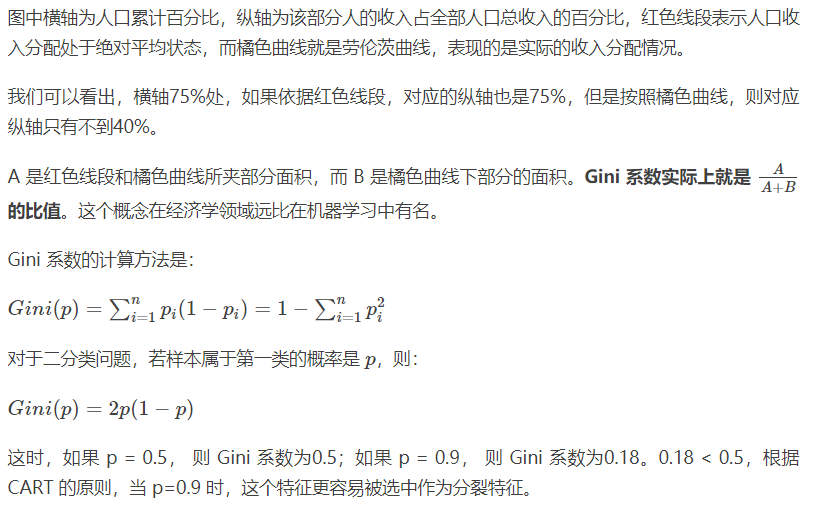 图中横轴为人口累计百分比，纵轴为该部分人的收入占全部人口总收入的百分比，红色线段表示人口收
入分配处于绝对平均状态，而橘色曲线就是劳伦茨曲线，表现的是实际的收入分配情况。
我们可以看出，横轴75%处，如果依据红色线段，对应的纵轴也是75%，但是按照橘色曲线，则对应
纵轴只有不到40%。
A 是红色线段和橘色曲线所夹部分面积，而 B 是橘色曲线下部分的面积。Gini 系数实际上就是 $\frac{A}{A+B}$
的比值。这个概念在经济学领域远比在机器学习中有名。
Gini 系数的计算方法是：
$Gini(p) = \sum_{i=1}^{n} p_i(1-p_i) = 1 - \sum_{i=1}^{n} p_i^2$
对于二分类问题，若样本属于第一类的概率是 $p$，则：
$Gini(p) = 2p(1-p)$
这时，如果 p = 0.5， 则 Gini 系数为0.5；如果 p = 0.9， 则 Gini 系数为0.18。0.18 < 0.5，根据
CART 的原则，当 p=0.9 时，这个特征更容易被选中作为分裂特征。